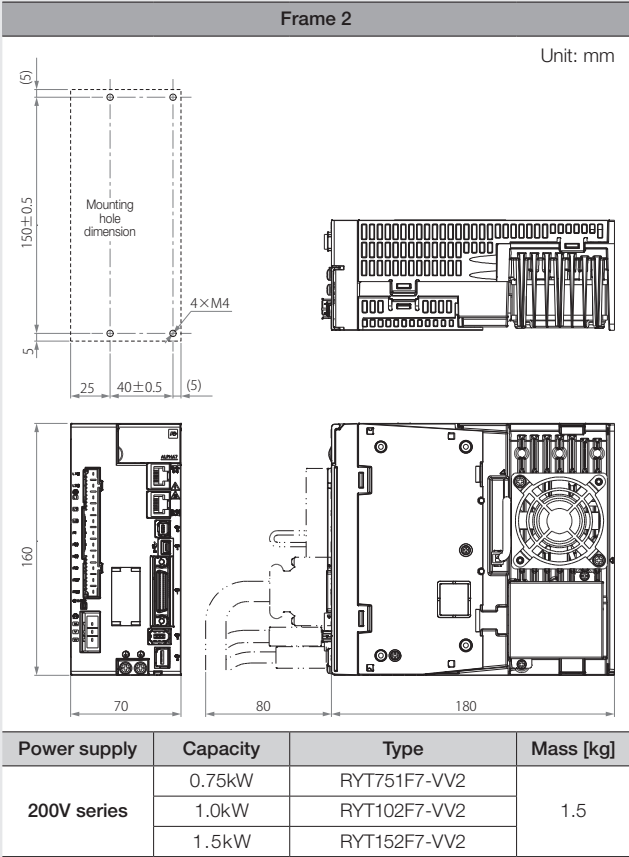 Frame 2
Unit: mm
(5)
150±0.5
Mounting
hole
dimension
4×M4
5
25 40±0.5 (5)
ALPHA7
160
70 80 180
Power supply Capacity Type Mass [kg]
200V series 0.75kW RYT751F7-VV2 1.5
1.0kW RYT102F7-VV2
1.5kW RYT152F7-VV2